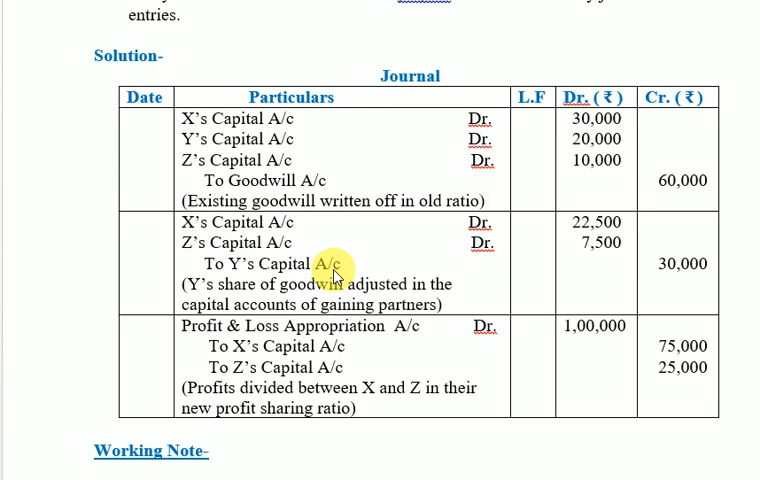 entries.
Solution-
Journal
Date Particulars L.F Dr. (₹) Cr. (₹)
X's Capital A/c Dr. 30,000
Y's Capital A/c Dr. 20,000
Z's Capital A/c Dr. 10,000
To Goodwill A/c 60,000
(Existing goodwill written off in old ratio)
X's Capital A/c Dr. 22,500
Z's Capital A/c Dr. 7,500
To Y's Capital A/c 30,000
(Y's share of goodwill adjusted in the
capital accounts of gaining partners)
Profit & Loss Appropriation A/c Dr. 1,00,000
To X's Capital A/c 75,000
To Z's Capital A/c 25,000
(Profits divided between X and Z in their
new profit sharing ratio)
Working Note-